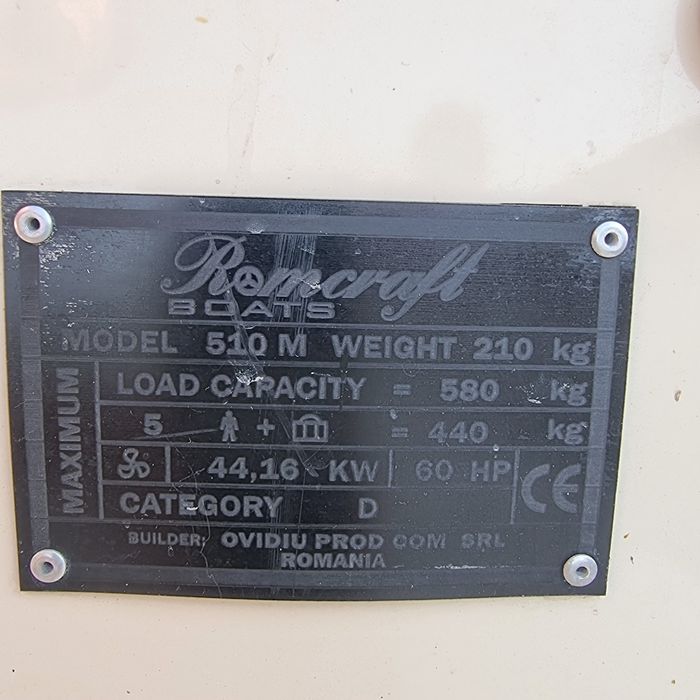 Romcraft
BOATS
MODEL 510 M WEIGHT 210 kg
MAXIMUM
LOAD CAPACITY = 580 kg
5 + = 440 kg
44,16 KW 60 HP
CE
CATEGORY D
BUILDER: OVIDIU PROD COM SRL
ROMANIA